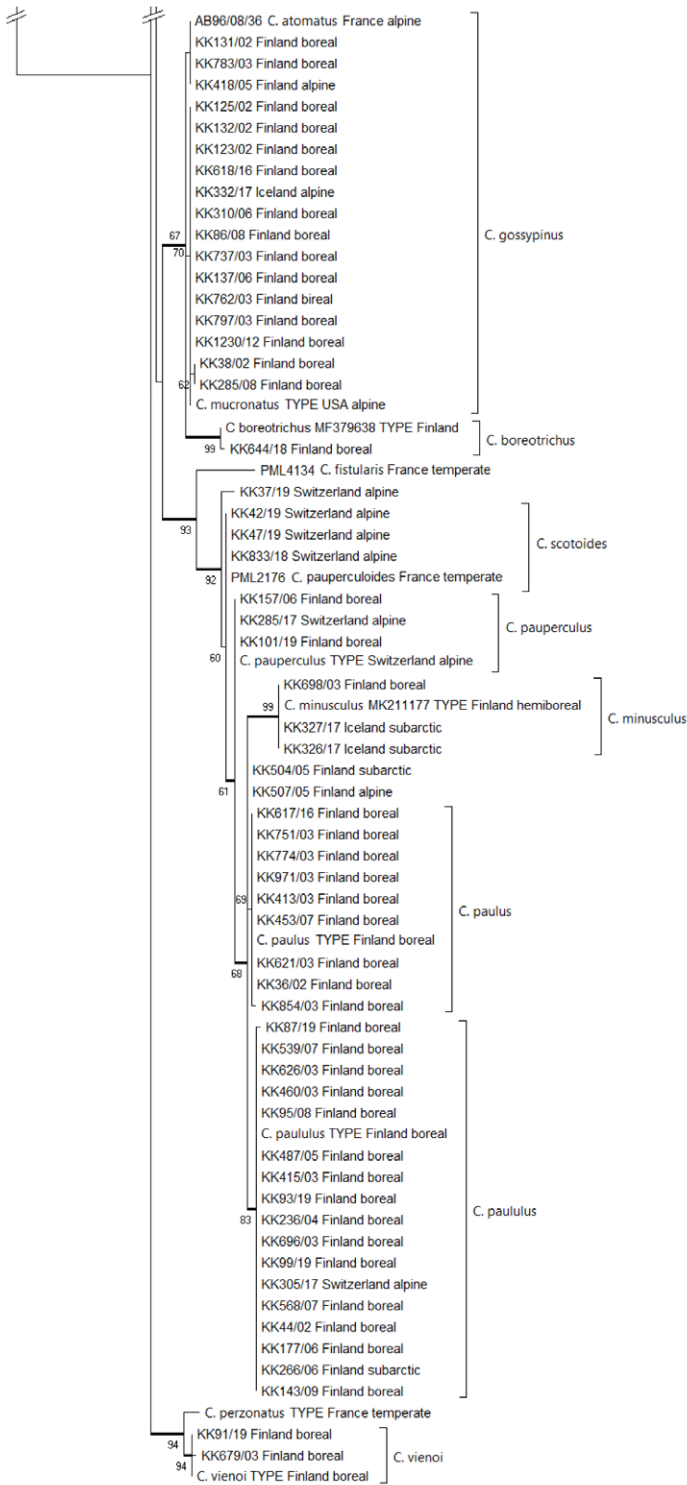 AB96/08/36 C. atomatus France alpine
KK131/02 Finland boreal
KK783/03 Finland boreal
KK418/05 Finland alpine
KK125/02 Finland boreal
KK132/02 Finland boreal
KK123/02 Finland boreal
KK618/16 Finland boreal
KK332/17 Iceland alpine
KK310/06 Finland boreal
67
KK86/08 Finland boreal
C. gossypinus
70
KK737/03 Finland boreal
KK137/06 Finland boreal
KK762/03 Finland bireal
KK797/03 Finland boreal
KK1230/12 Finland boreal
KK38/02 Finland boreal
62
KK285/08 Finland boreal
C. mucronatus TYPE USA alpine
C boreotrichus MF379638 TYPE Finland
C. boreotrichus
99
KK644/18 Finland boreal
PML4134 C. fistularis France temperate
KK37/19 Switzerland alpine
KK42/19 Switzerland alpine
93
KK47/19 Switzerland alpine
C. scotoides
KK833/18 Switzerland alpine
92
PML2176 C. pauperculoides France temperate
KK157/06 Finland boreal
KK285/17 Switzerland alpine
C. pauperculus
KK101/19 Finland boreal
60
C. pauperculus TYPE Switzerland alpine
KK698/03 Finland boreal
99
C. minusculus MK211177 TYPE Finland hemiboreal
C. minusculus
KK327/17 Iceland subarctic
KK326/17 Iceland subarctic
KK504/05 Finland subarctic
61
KK507/05 Finland alpine
KK617/16 Finland boreal
KK751/03 Finland boreal
KK774/03 Finland boreal
KK971/03 Finland boreal
69
KK413/03 Finland boreal
C. paulus
KK453/07 Finland boreal
C. paulus TYPE Finland boreal
KK621/03 Finland boreal
68
KK36/02 Finland boreal
KK854/03 Finland boreal
KK87/19 Finland boreal
KK539/07 Finland boreal
KK626/03 Finland boreal
KK460/03 Finland boreal
KK95/08 Finland boreal
C. paululus TYPE Finland boreal
KK487/05 Finland boreal
KK415/03 Finland boreal
KK93/19 Finland boreal
C. paululus
83
KK236/04 Finland boreal
KK696/03 Finland boreal
KK99/19 Finland boreal
KK305/17 Switzerland alpine
KK568/07 Finland boreal
KK44/02 Finland boreal
KK177/06 Finland boreal
KK266/06 Finland subarctic
KK143/09 Finland boreal
C. perzonatus TYPE France temperate
94
KK91/19 Finland boreal
KK679/03 Finland boreal
C. vienoi
94
C. vienoi TYPE Finland boreal